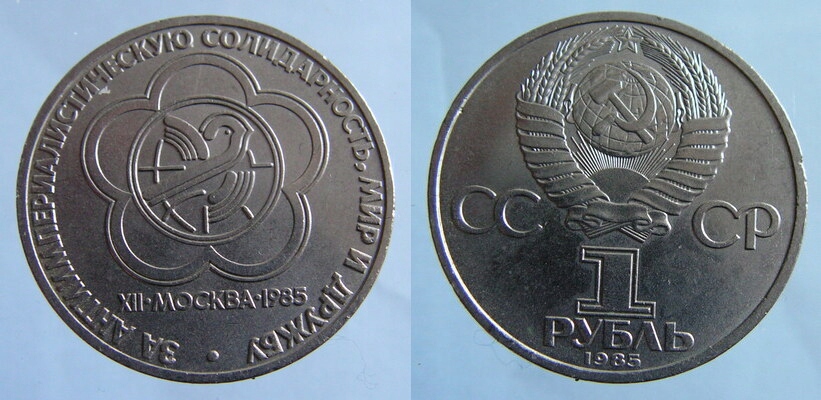 ЗА АНТИИМПЕРИАЛИСТИЧЕСКУЮ СОЛИДАРНОСТЬ, МИР И ДРУЖБУ •
XII•МОСКВА•1985
СС СР
1
РУБЛЬ
1985